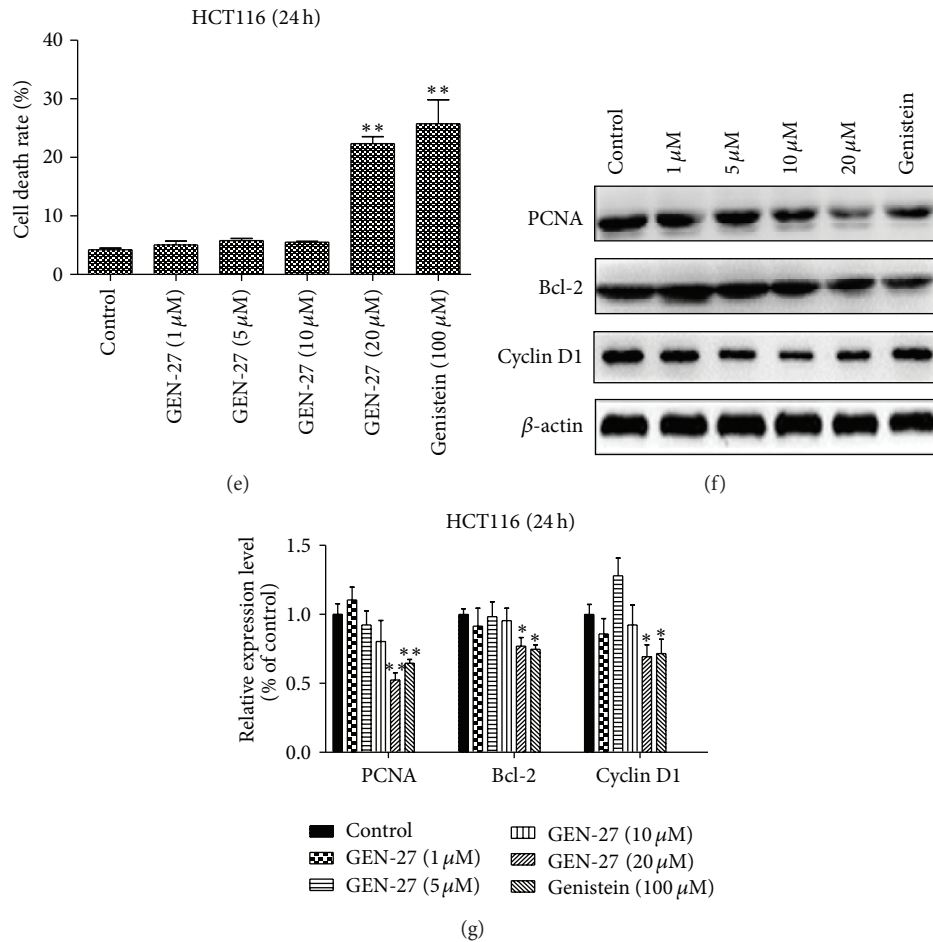 HCT116 (24 h)
Cell death rate (%)
40
30
20
10
0
**
**
Control
GEN-27 (1 μM)
GEN-27 (5 μM)
GEN-27 (10 μM)
GEN-27 (20 μM)
Genistein (100 μM)
(e)
Control
1 μM
5 μM
10 μM
20 μM
Genistein
PCNA
Bcl-2
Cyclin D1
β-actin
(f)
HCT116 (24 h)
Relative expression level
(% of control)
1.5
1.0
0.5
0.0
**
**
*
*
*
*
PCNA
Bcl-2
Cyclin D1
Control
GEN-27 (1 μM)
GEN-27 (5 μM)
GEN-27 (10 μM)
GEN-27 (20 μM)
Genistein (100 μM)
(g)